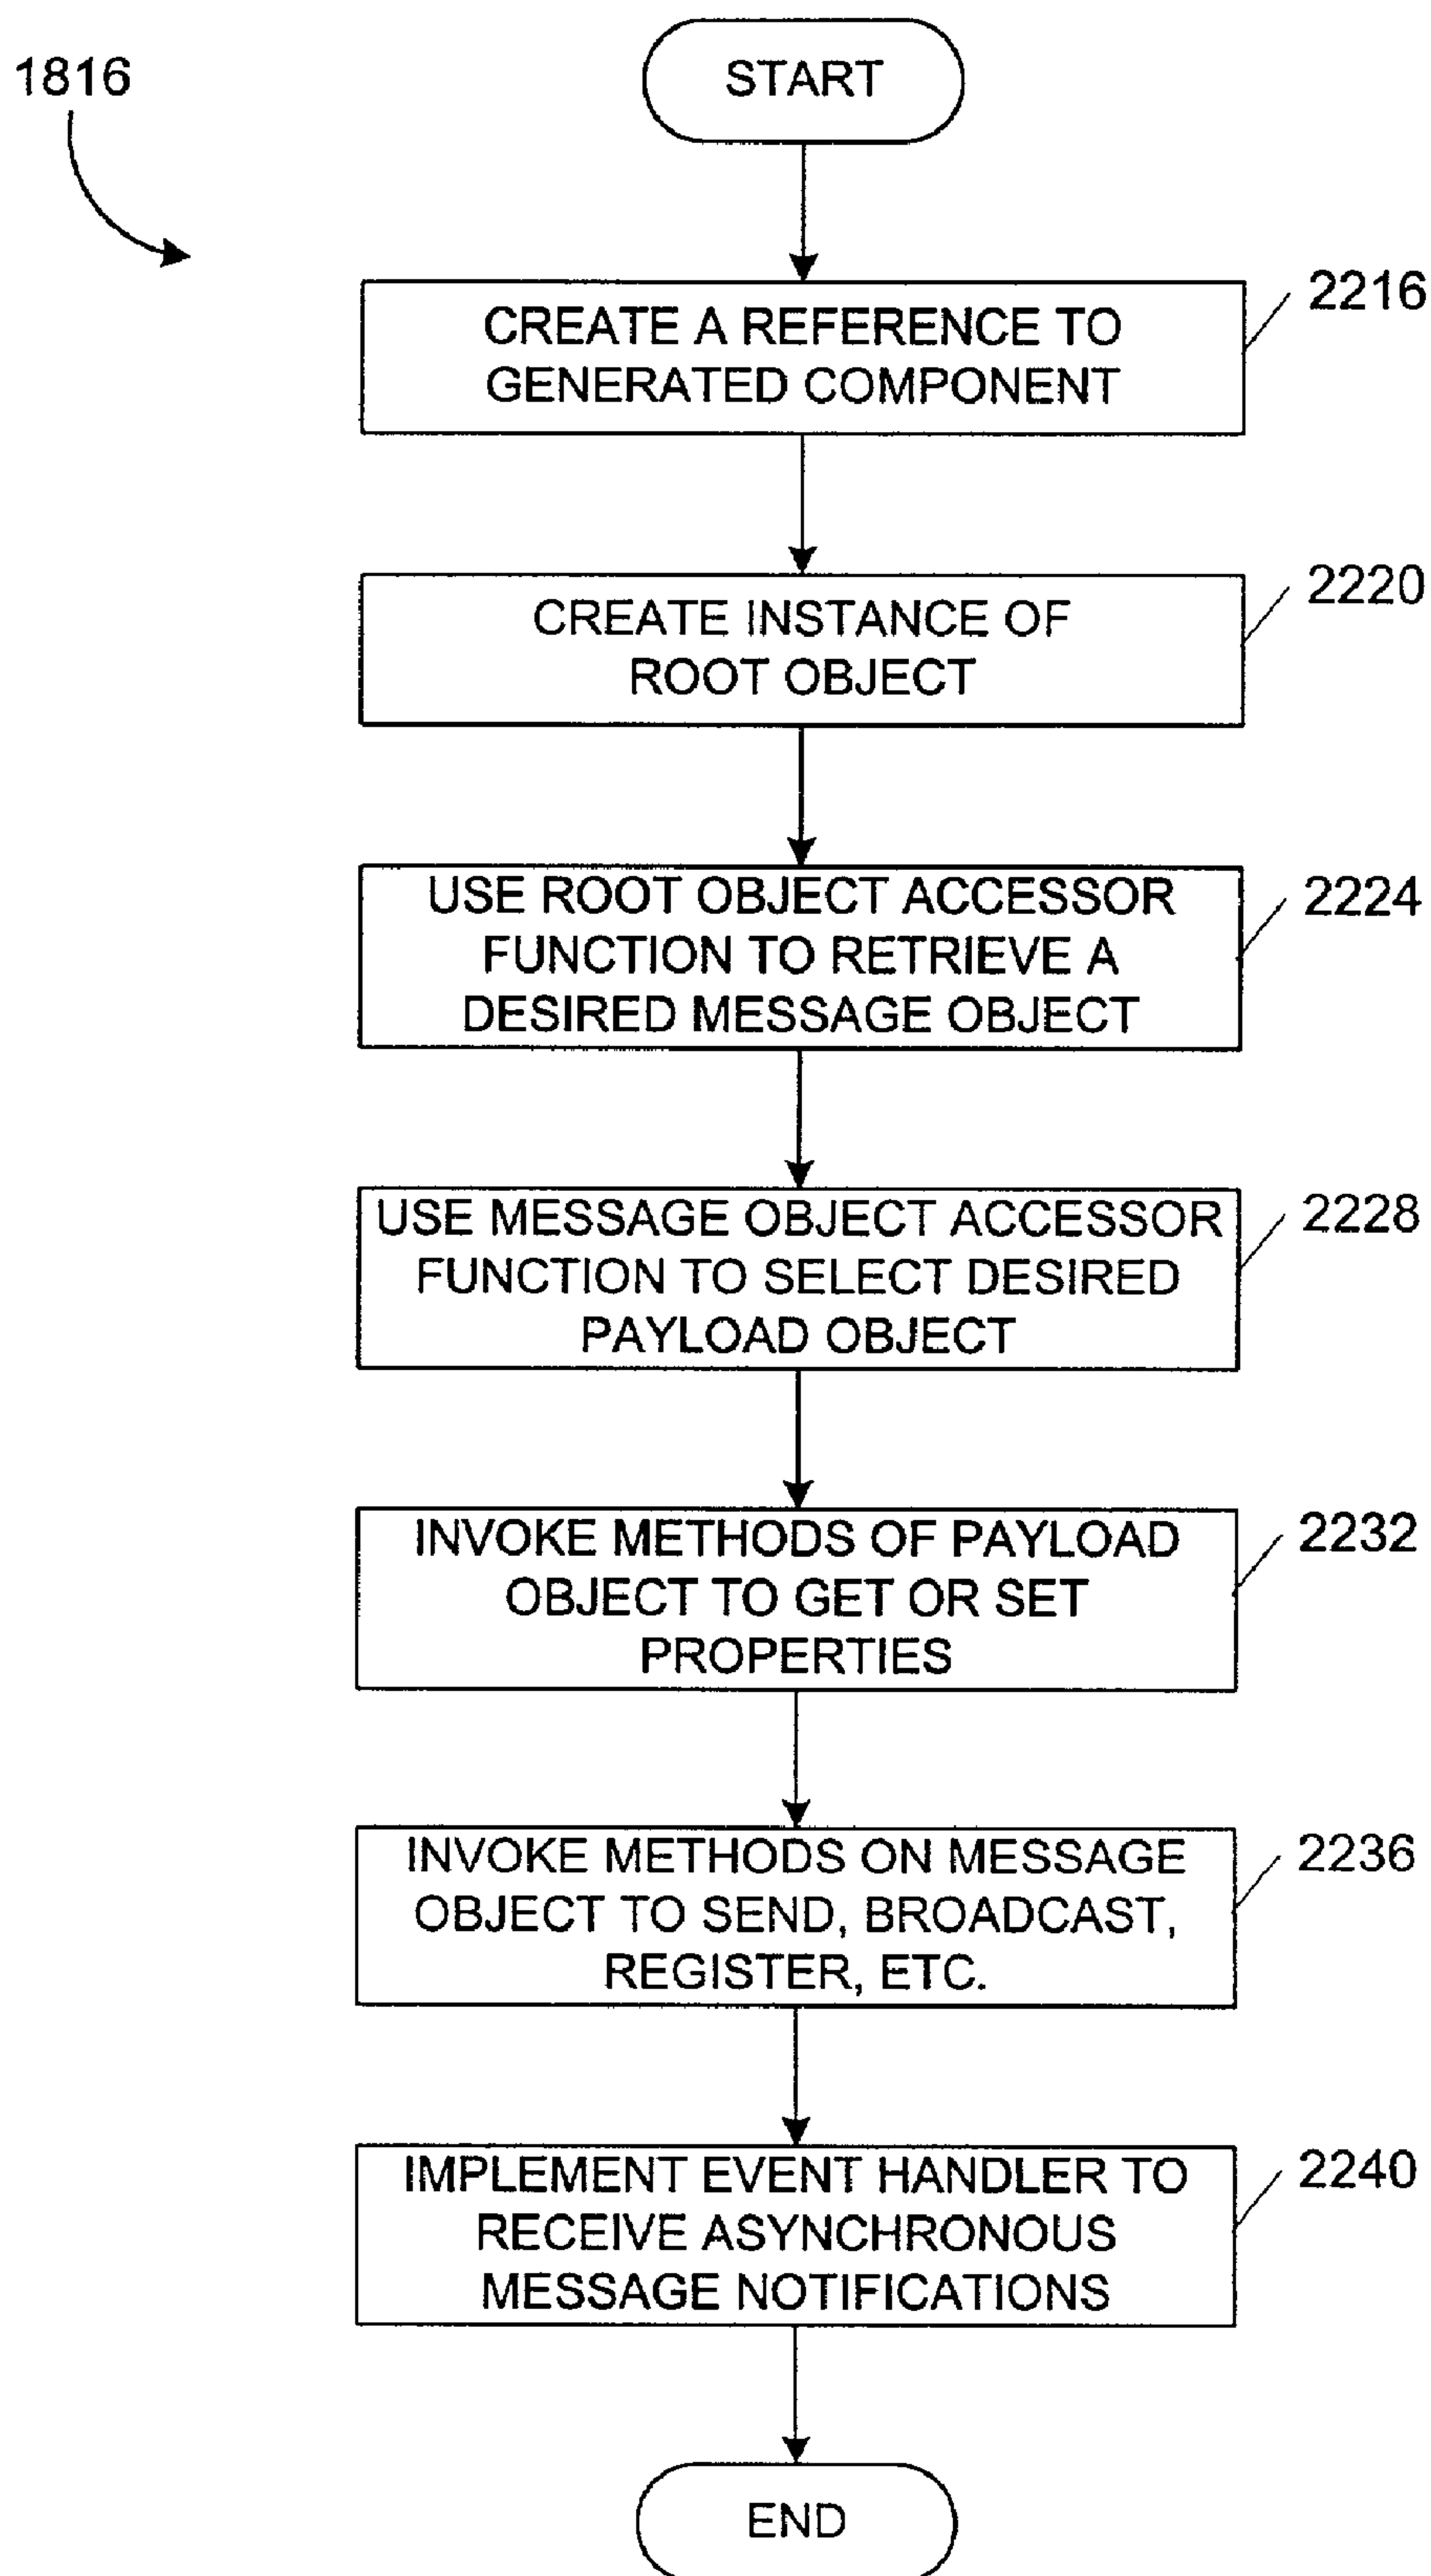 1816
START
2216
CREATE A REFERENCE TO
GENERATED COMPONENT
2220
CREATE INSTANCE OF
ROOT OBJECT
2224
USE ROOT OBJECT ACCESSOR
FUNCTION TO RETRIEVE A
DESIRED MESSAGE OBJECT
2228
USE MESSAGE OBJECT ACCESSOR
FUNCTION TO SELECT DESIRED
PAYLOAD OBJECT
2232
INVOKE METHODS OF PAYLOAD
OBJECT TO GET OR SET
PROPERTIES
2236
INVOKE METHODS ON MESSAGE
OBJECT TO SEND, BROADCAST,
REGISTER, ETC.
2240
IMPLEMENT EVENT HANDLER TO
RECEIVE ASYNCHRONOUS
MESSAGE NOTIFICATIONS
END